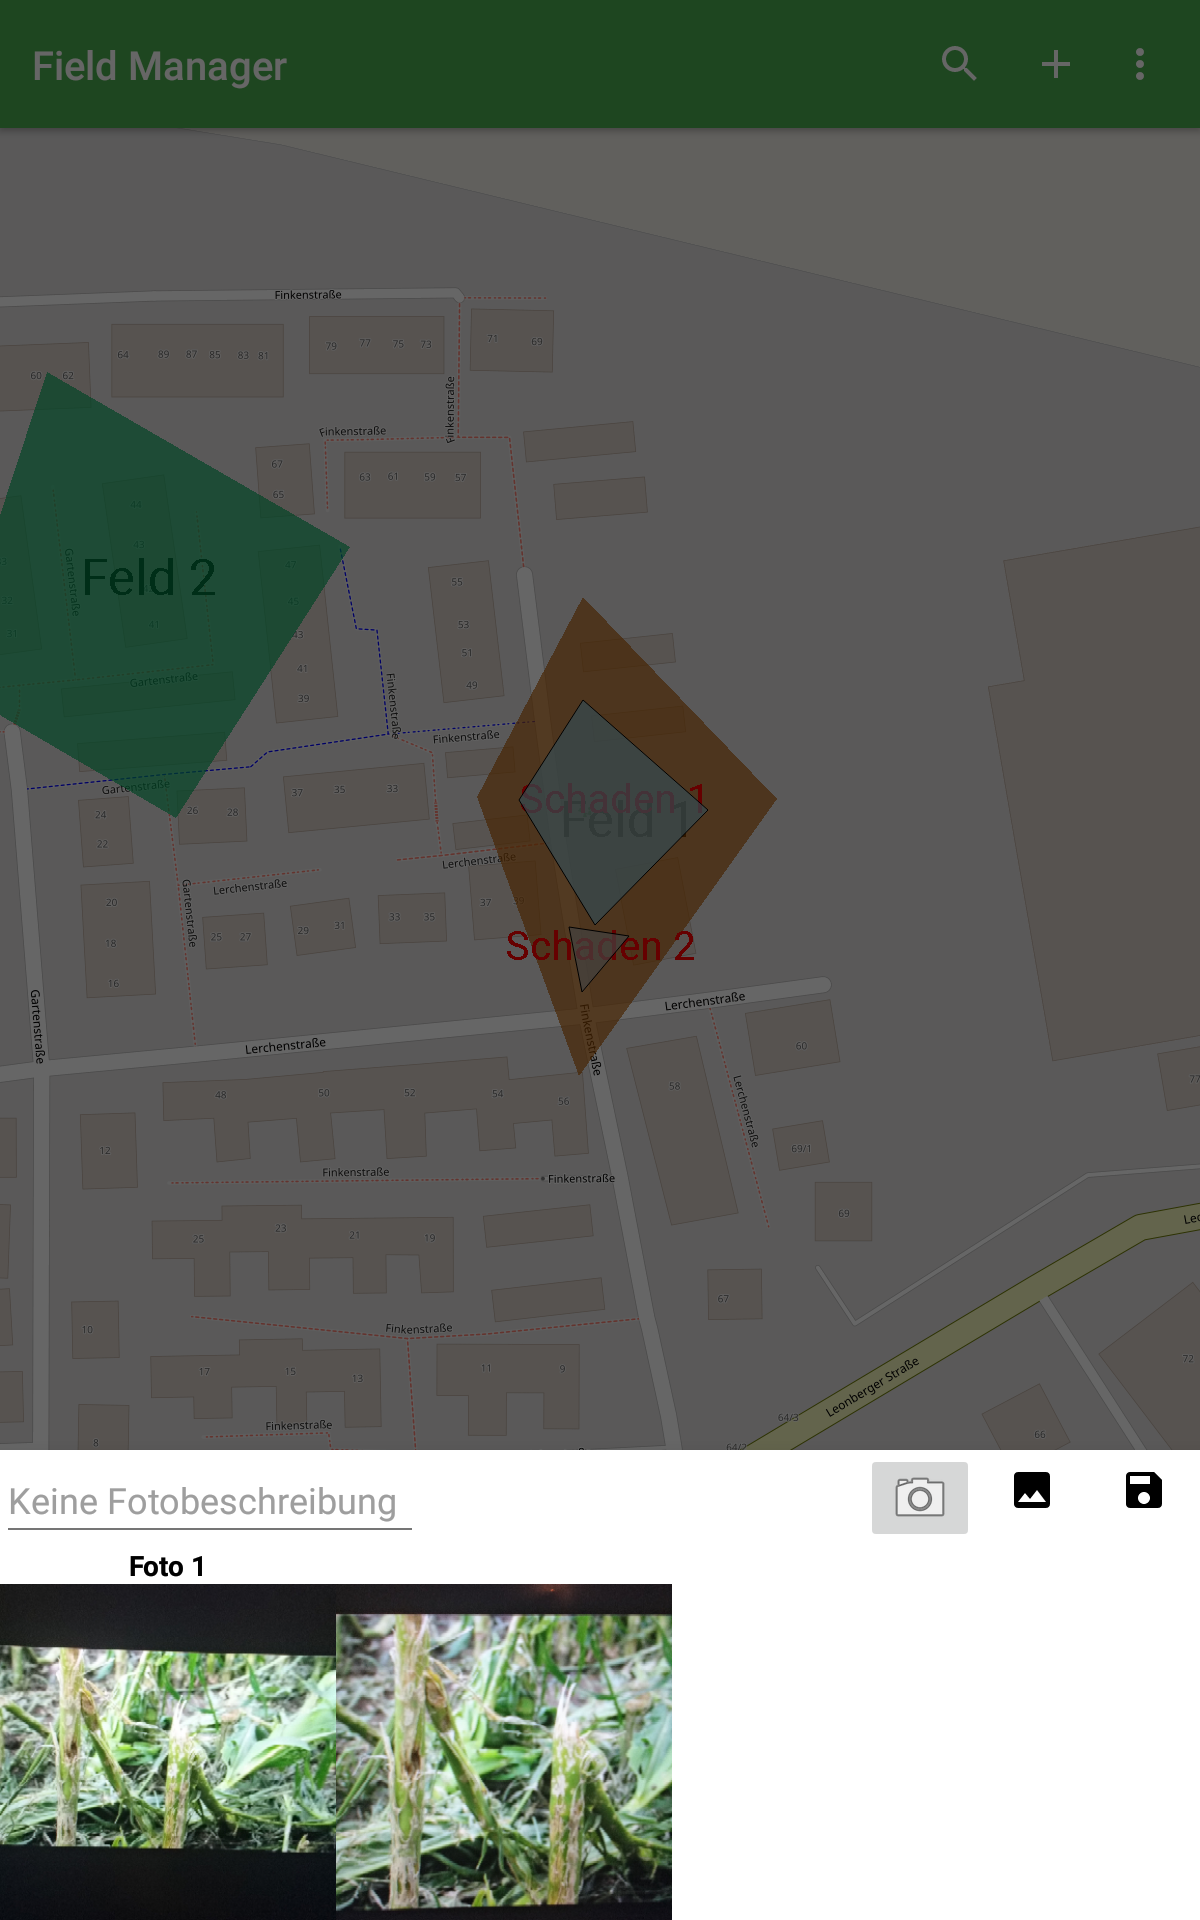 Field Manager
Finkenstraße
64 89 87 85 83 81
79 77 75 73
71 69
60 62
Finkenstraße
Finkenstraße
67
65
63 61 59 57
44
Gartenstraße
Feld 2
55
53
51
49
43
41
39
Gartenstraße
Finkenstraße
Finkenstraße
Gartenstraße
37 35 33
24
22
26 28
Schaden 1
Feld 1
Lerchenstraße
Lerchenstraße
Gartenstraße
20
18
16
25 27
29 31
33 35
37 39
Schaden 2
Gartenstraße
Lerchenstraße
Lerchenstraße
Finkenstraße
60
58
Lerchenstraße
48 50 52 54 56
77
12
69/1
Finkenstraße
Finkenstraße
69
25 23 21 19
Leo
67
10
Finkenstraße
17 15 13
11 9
72
Leonberger Straße
64/3
66
8
Finkenstraße
64/2
Keine Fotobeschreibung
Foto 1